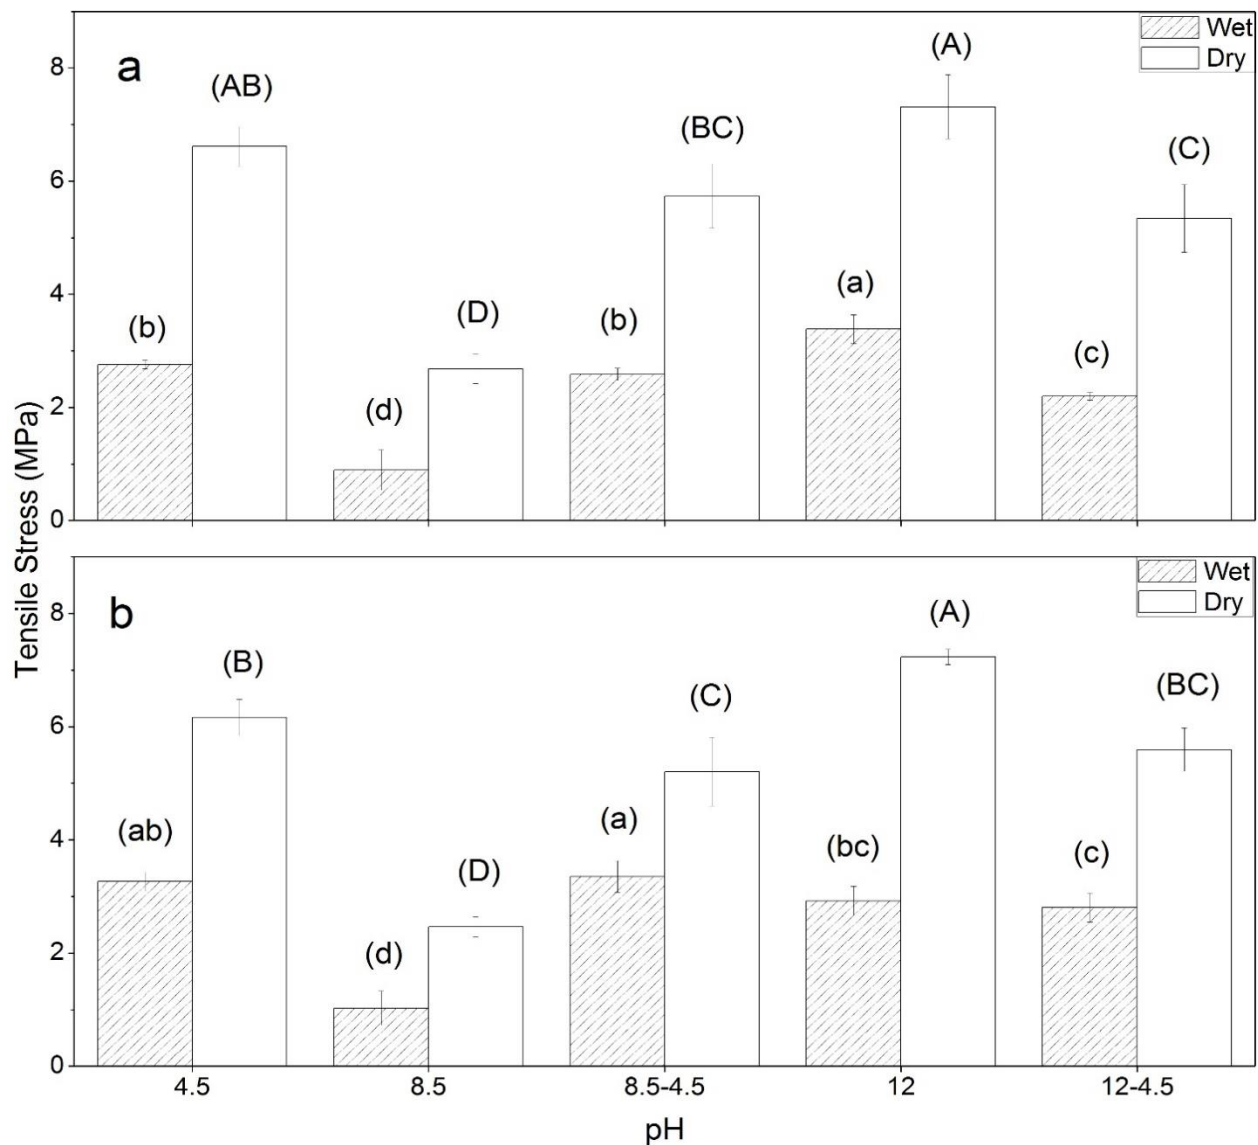 a
Wet
Dry
(AB)
(A)
(BC)
(C)
(b)
(D)
(b)
(a)
(d)
(c)
8
6
4
2
0
Tensile Stress (MPa)
b
Wet
Dry
(B)
(A)
(C)
(BC)
(ab)
(D)
(a)
(bc)
(c)
(d)
8
6
4
2
0
4.5
8.5
8.5-4.5
12
12-4.5
pH